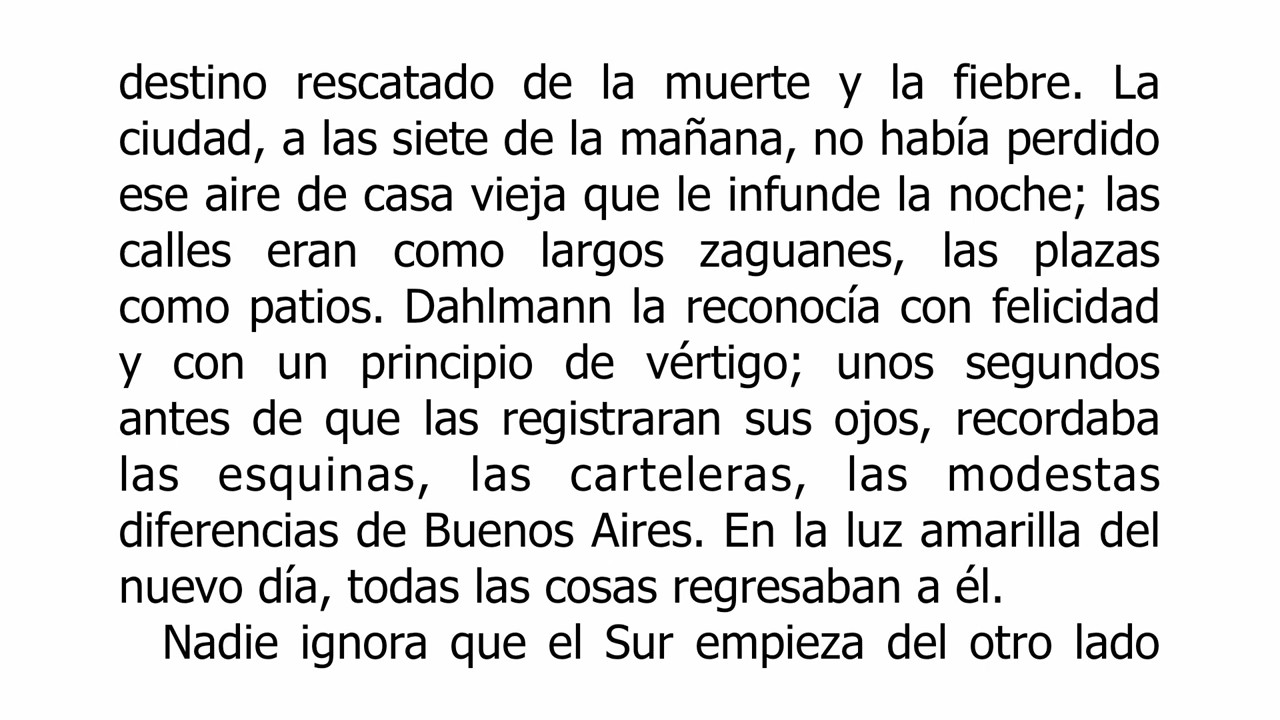 destino rescatado de la muerte y la fiebre. La
ciudad, a las siete de la mañana, no había perdido
ese aire de casa vieja que le infunde la noche; las
calles eran como largos zaguanes, las plazas
como patios. Dahlmann la reconocía con felicidad
y con un principio de vértigo; unos segundos
antes de que las registraran sus ojos, recordaba
las esquinas, las carteleras, las modestas
diferencias de Buenos Aires. En la luz amarilla del
nuevo día, todas las cosas regresaban a él.
Nadie ignora que el Sur empieza del otro lado